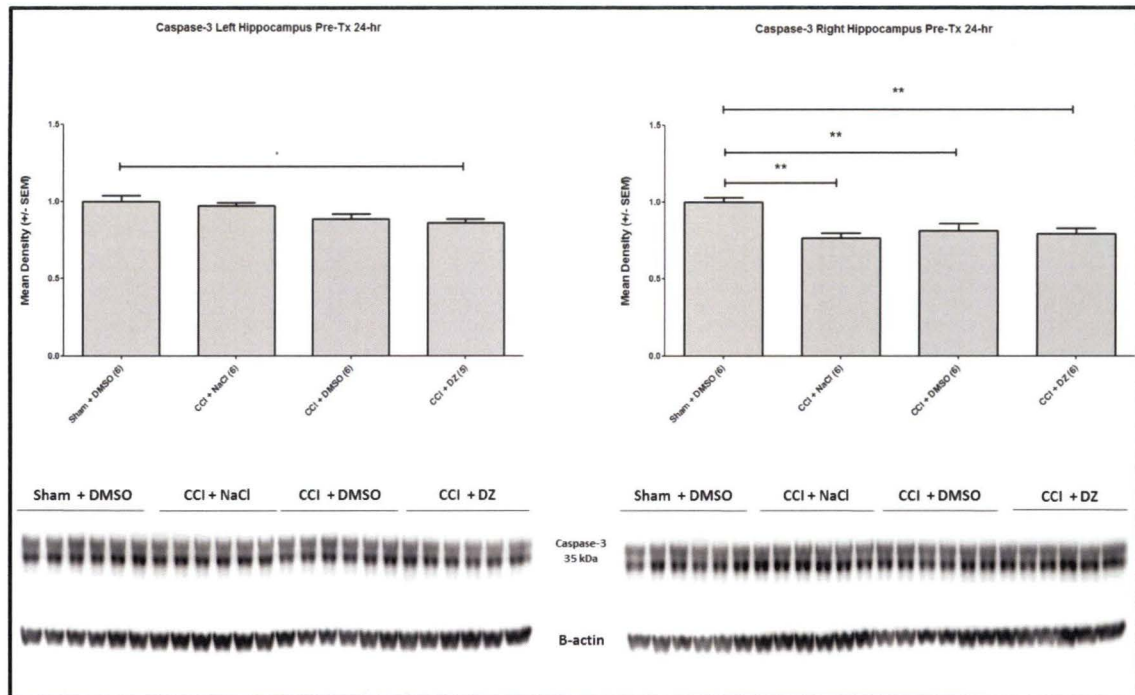 Caspase-3 Left Hippocampus Pre-Tx 24-hr
Mean Density (+/- SEM)
1.5
1.0
0.5
0.0
Sham + DMSO (6)
CCI + NaCl (6)
CCI + DMSO (6)
CCI + DZ (5)
Caspase-3 Right Hippocampus Pre-Tx 24-hr
**
**
**
Mean Density (+/- SEM)
1.5
1.0
0.5
0.0
Sham + DMSO (6)
CCI + NaCl (6)
CCI + DMSO (6)
CCI + DZ (6)
Sham + DMSO CCI + NaCl CCI + DMSO CCI + DZ
Sham + DMSO CCI + NaCl CCI + DMSO CCI + DZ
Caspase-3
35 kDa
B-actin